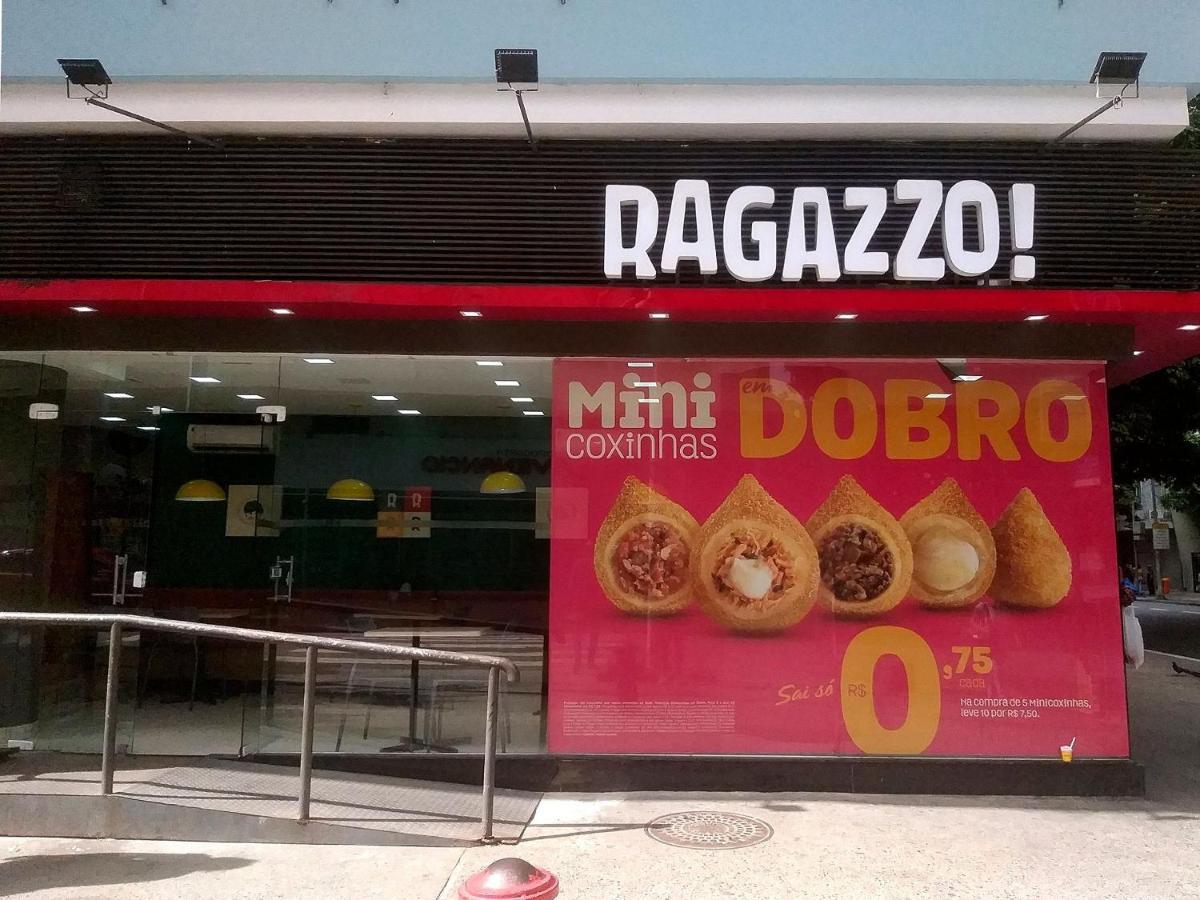 RAGAZZO!
Mini
coxinhas
em DOBRO
VENANCIO
Sai só R$ 0,75
cada
Na compra de 5 Minicoxinhas,
leve 10 por R$ 7,50.
R R
R